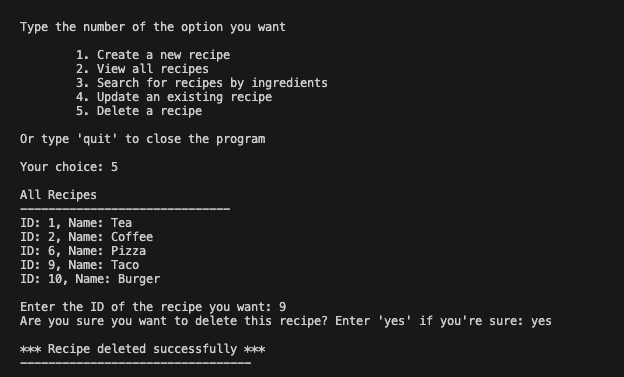 Type the number of the option you want
1. Create a new recipe
2. View all recipes
3. Search for recipes by ingredients
4. Update an existing recipe
5. Delete a recipe
Or type 'quit' to close the program
Your choice: 5
All Recipes
------------------------------
ID: 1, Name: Tea
ID: 2, Name: Coffee
ID: 6, Name: Pizza
ID: 9, Name: Taco
ID: 10, Name: Burger
Enter the ID of the recipe you want: 9
Are you sure you want to delete this recipe? Enter 'yes' if you're sure: yes
*** Recipe deleted successfully ***
---------------------------------